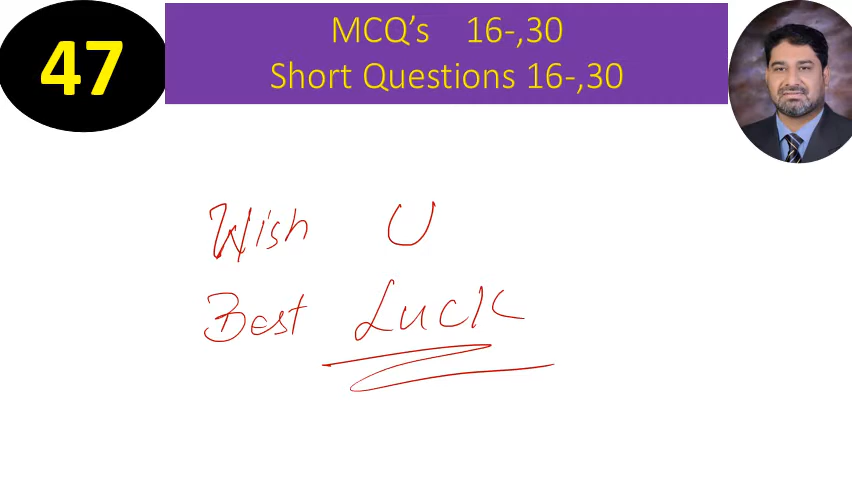 47
MCQ’s 16-,30
Short Questions 16-,30
Wish U
Best Luck